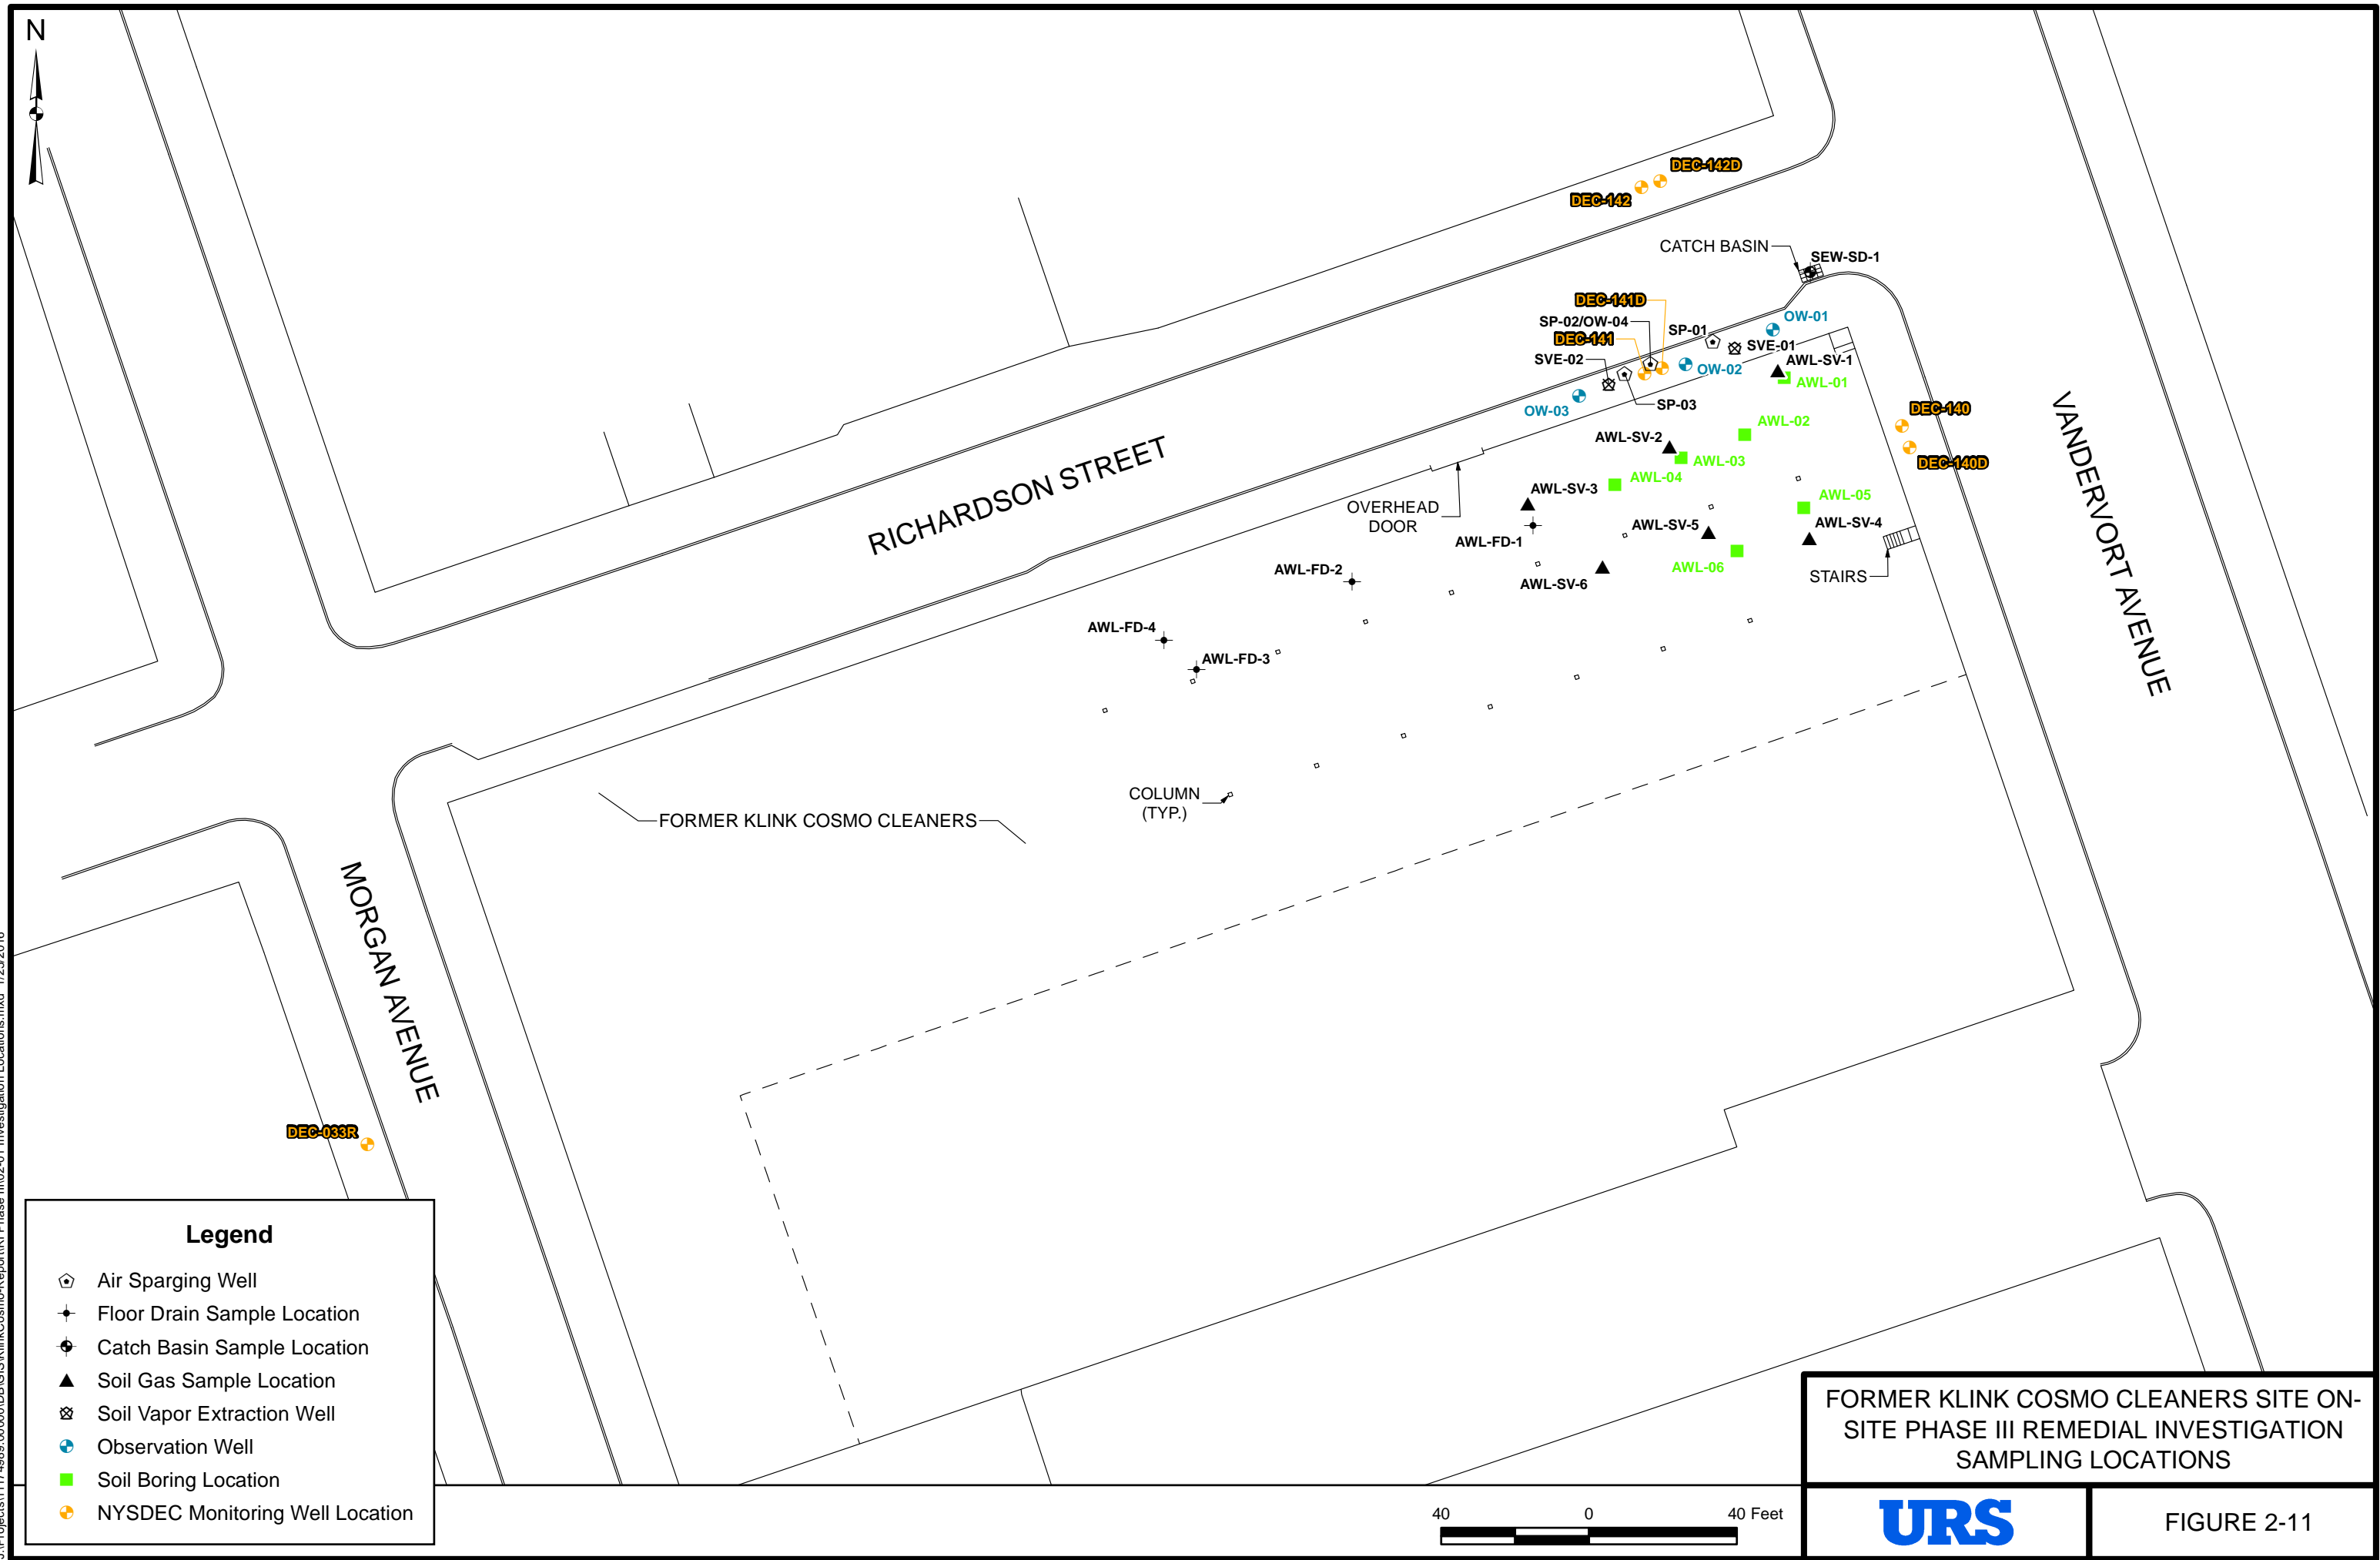 N
DEC-142D
DEC-142
CATCH BASIN
SEW-SD-1
DEC-141D
OW-01
SP-02/OW-04
SP-01
DEC-141
SVE-01
SVE-02
AWL-SV-1
OW-02
AWL-01
SP-03
OW-03
DEC-140
AWL-02
VANDERVORT AVENUE
AWL-SV-2
RICHARDSON STREET
AWL-03
DEC-140D
AWL-04
AWL-SV-3
AWL-05
OVERHEAD
DOOR
AWL-SV-5
AWL-SV-4
AWL-FD-1
AWL-FD-2
AWL-06
STAIRS
AWL-SV-6
AWL-FD-4
AWL-FD-3
COLUMN
(TYP.)
FORMER KLINK COSMO CLEANERS
MORGAN AVENUE
DEC-033R
Legend
Air Sparging Well
Floor Drain Sample Location
Catch Basin Sample Location
Soil Gas Sample Location
Soil Vapor Extraction Well
Observation Well
Soil Boring Location
NYSDEC Monitoring Well Location
40 0 40 Feet
FORMER KLINK COSMO CLEANERS SITE ON-
SITE PHASE III REMEDIAL INVESTIGATION
SAMPLING LOCATIONS
URS
FIGURE 2-11